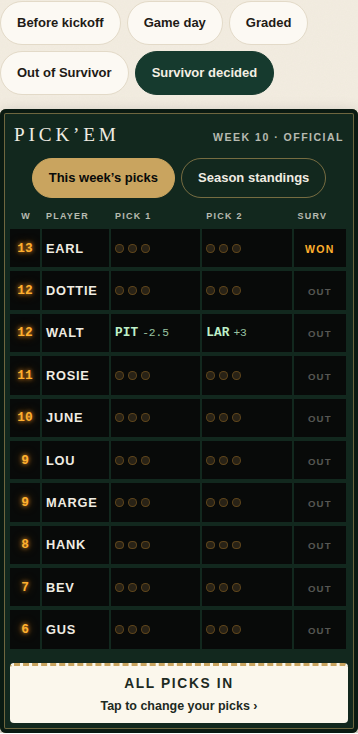 Before kickoff
Game day
Graded
Out of Survivor
Survivor decided
PICK’EM
WEEK 10 · OFFICIAL
This week’s picks
Season standings
W PLAYER PICK 1 PICK 2 SURV
13 EARL WON
12 DOTTIE OUT
12 WALT PIT -2.5 LAR +3 OUT
11 ROSIE OUT
10 JUNE OUT
9 LOU OUT
9 MARGE OUT
8 HANK OUT
7 BEV OUT
6 GUS OUT
ALL PICKS IN
Tap to change your picks ›